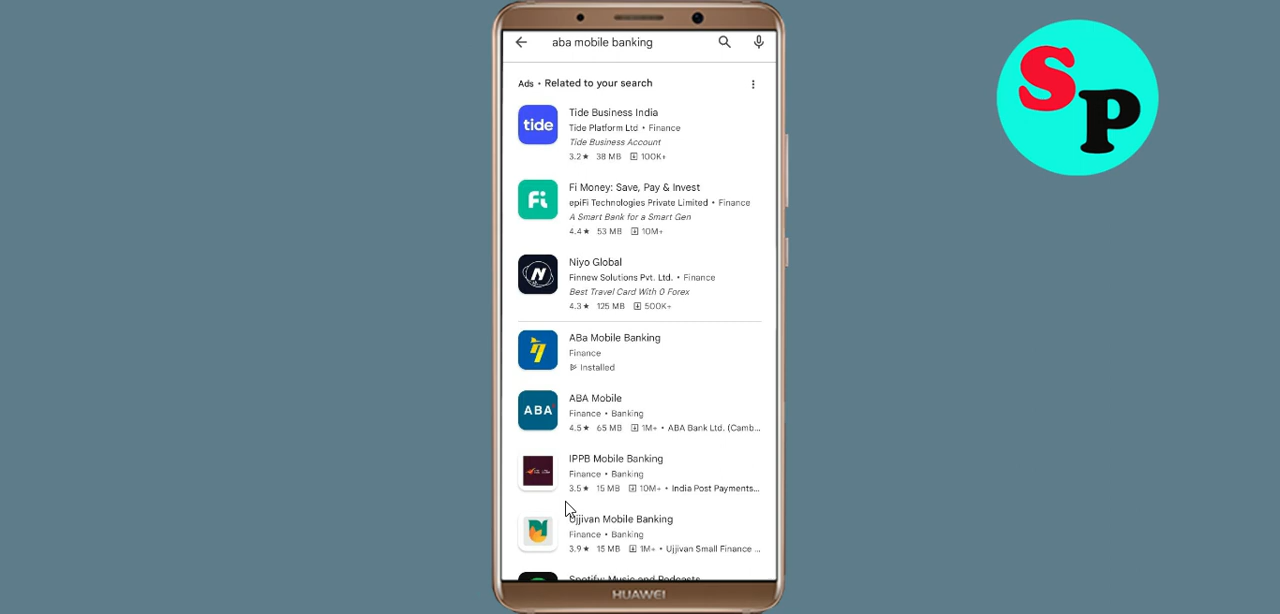 aba mobile banking
Ads • Related to your search
tide
Tide Business India
Tide Platform Ltd • Finance
Tide Business Account
3.2★ 38 MB 100K+
Fi
Fi Money: Save, Pay & Invest
epiFi Technologies Private Limited • Finance
A Smart Bank for a Smart Gen
4.4★ 53 MB 10M+
N
Niyo Global
Finnew Solutions Pvt. Ltd. • Finance
Best Travel Card With 0 Forex
4.3★ 125 MB 500K+
ABa Mobile Banking
Finance
Installed
ABA
ABA Mobile
Finance • Banking
4.5★ 65 MB 1M+ • ABA Bank Ltd. (Camb...
IPPB Mobile Banking
Finance • Banking
3.5★ 15 MB 10M+ • India Post Payments...
Ujjivan Mobile Banking
Finance • Banking
3.9★ 15 MB 1M+ • Ujjivan Small Finance ...
Spotify: Music and Podcasts
HUAWEI
SP